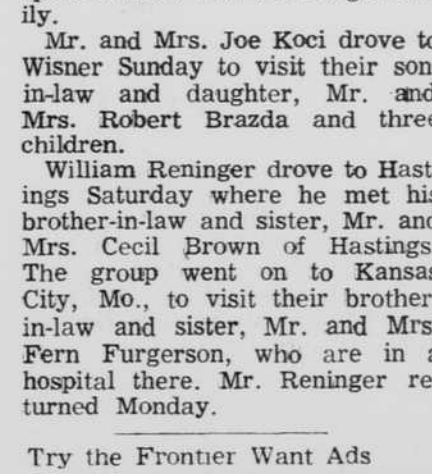 ily.
Mr. and Mrs. Joe Koci drove to
Wisner Sunday to visit their son
in-law and daughter, Mr. and
Mrs. Robert Brazda and three
children.
William Reninger drove to Hast
ings Saturday where he met his
brother-in-law and sister, Mr. and
Mrs. Cecil Brown of Hastings
The group went on to Kansas
City, Mo., to visit their brother
in-law and sister, Mr. and Mrs
Fern Furgerson, who are in a
hospital there. Mr. Reninger re
turned Monday.
Try the Frontier Want Ads